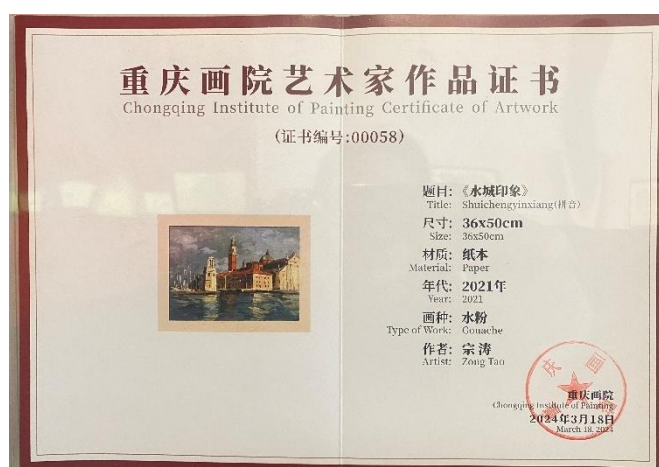 重庆画院艺术家作品证书
Chongqing Institute of Painting Certificate of Artwork
(证书编号:00058)
题目:《水城印象》
Title: Shuichengyinxiang(拼音)
尺寸: 36x50cm
Size: 36x50cm
材质: 纸本
Material: Paper
年代: 2021年
Year: 2021
画种: 水粉
Type of Work: Gouache
作者: 宗涛
Artist: Zong Tao
重庆画院
Chongqing Institute of Painting
2024年3月18日
March 18, 2024
庆画